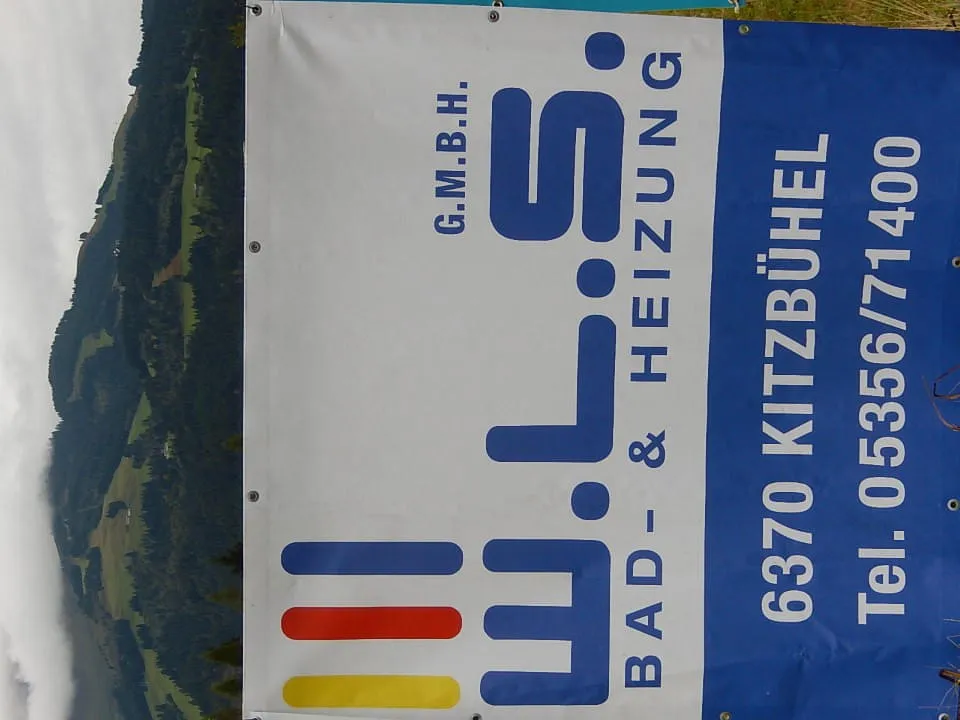 G.M.B.H.
W.L.S.
BAD- & HEIZUNG
6370 KITZBÜHEL
Tel. 05356/71400